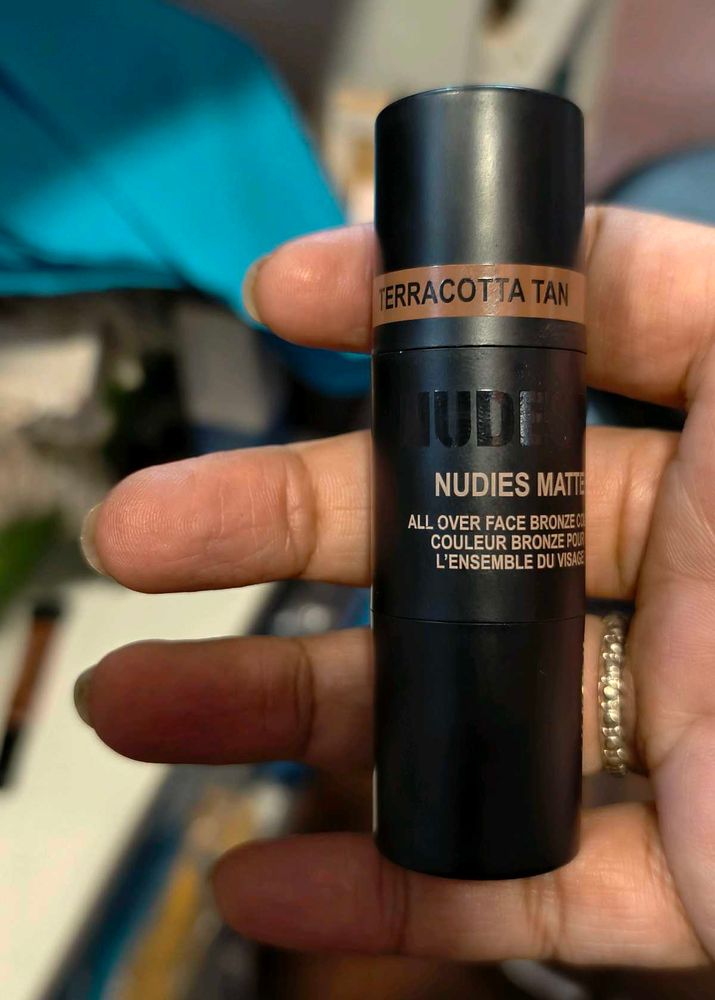 TERRACOTTA TAN
NUDIES MATTE
ALL OVER FACE BRONZE
COULEUR BRONZE POUR
L'ENSEMBLE DU VISAGE